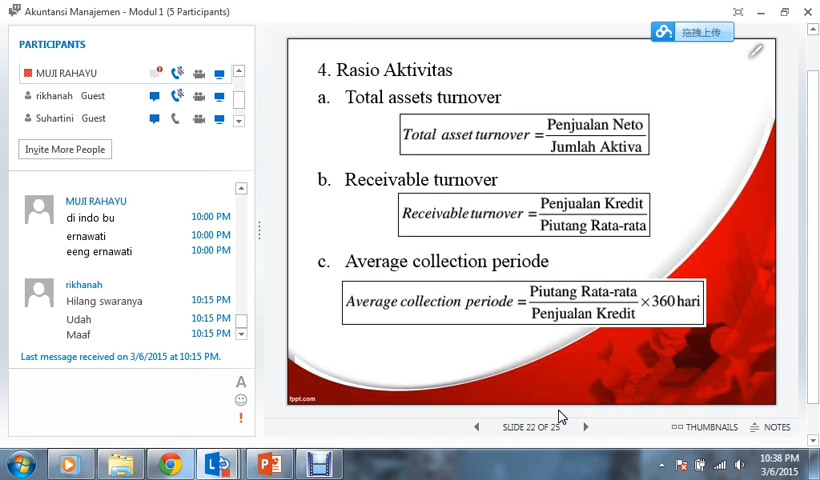 Akuntansi Manajemen - Modul 1 (5 Participants)
PARTICIPANTS
MUJI RAHAYU
rikhanah Guest
Suhartini Guest
Invite More People
MUJI RAHAYU
di indo bu 10:00 PM
ernawati 10:00 PM
eeng ernawati 10:00 PM
rikhanah
Hilang swaranya 10:15 PM
Udah 10:15 PM
Maaf 10:15 PM
Last message received on 3/6/2015 at 10:15 PM.
A
!
拖拽上传
4. Rasio Aktivitas
a. Total assets turnover
Total asset turnover = Penjualan Neto
Jumlah Aktiva
b. Receivable turnover
Receivable turnover = Penjualan Kredit
Piutang Rata-rata
c. Average collection periode
Average collection periode = Piutang Rata-rata
Penjualan Kredit
×360 hari
fppt.com
SLIDE 22 OF 25
THUMBNAILS
NOTES
10:38 PM
3/6/2015